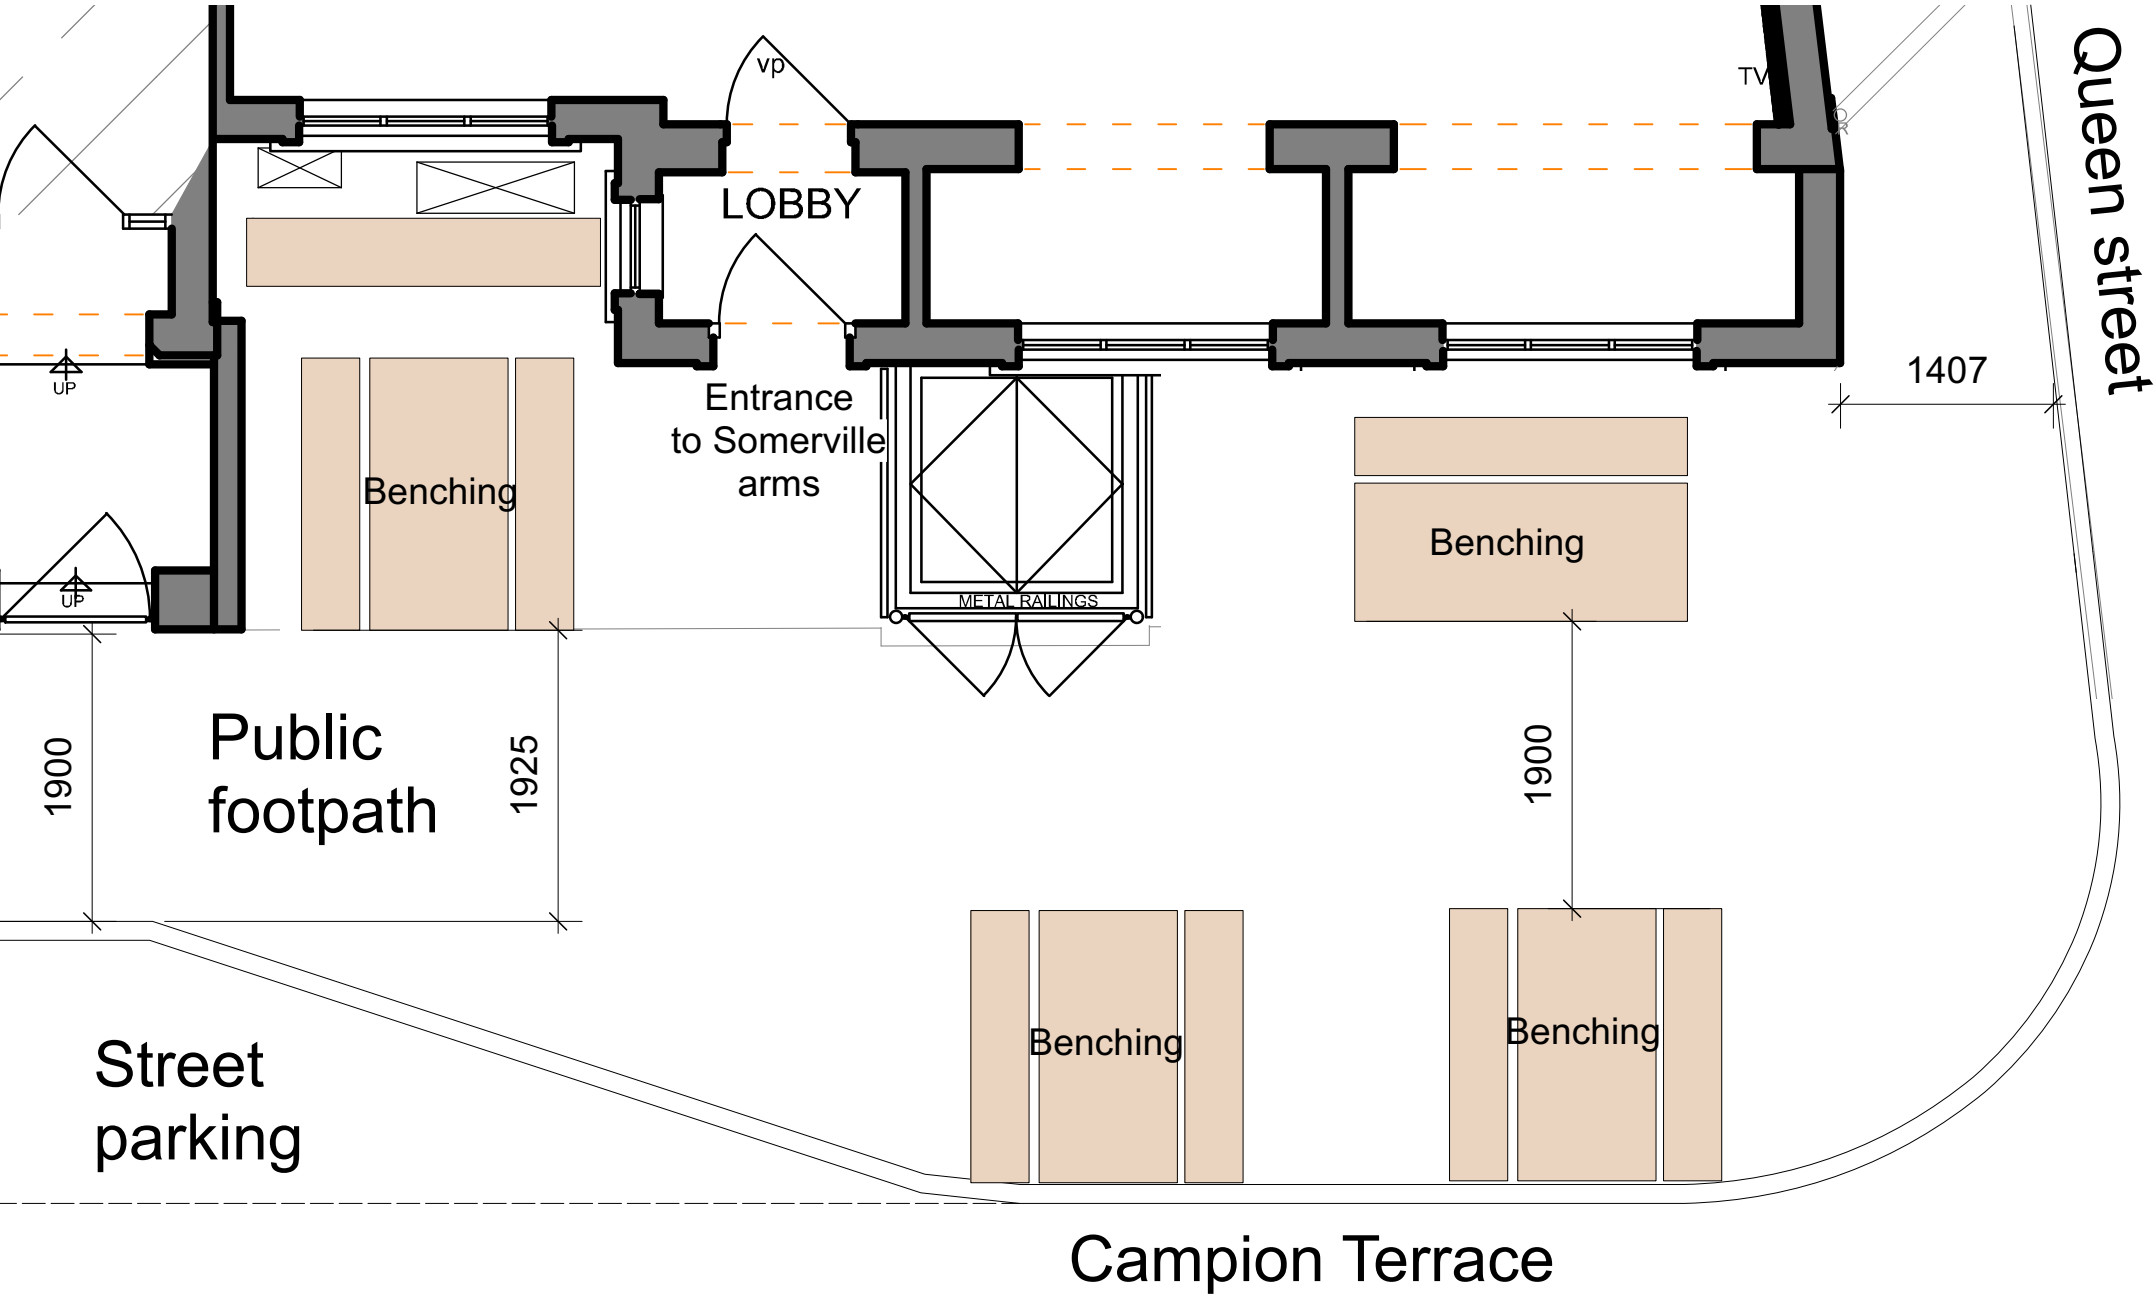 vp
TV
Queen street
LOBBY
1407
UP
Entrance
to Somerville
arms
Benching
Benching
UP
METAL RAILINGS
Public
footpath
1900
1925
1900
Benching
Benching
Street
parking
Campion Terrace